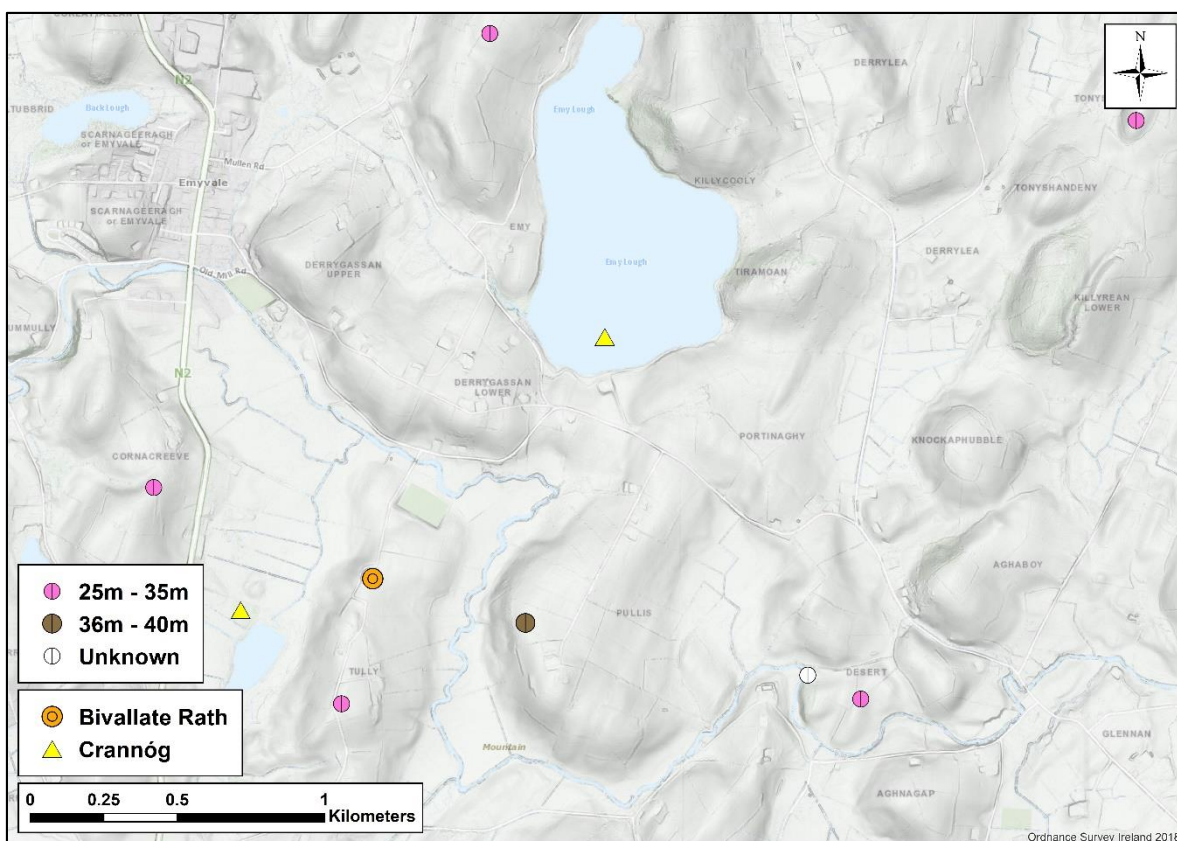 N2
Back Lough
SCARNAGEERAGH
or EMYVALE
Mullen Rd
Emyvale
SCARNAGEERAGH
or EMYVALE
Old Mill Rd
DERRYGASSAN
UPPER
Emy Lough
EMY
Emy Lough
KILLYCOOLY
TIRAMOAN
DERRYLEA
N
TONYSHANDENY
DERRYLEA
KILLYREAN
LOWER
N2
DERRYGASSAN
LOWER
PORTINAGHY
KNOCKAPHUBBLE
CORNACREEVE
AGHABOY
PULLIS
TULLY
DESERT
Mountain
GLENNAN
AGHNAGAP
25m - 35m
36m - 40m
Unknown
Bivallate Rath
Crannóg
0 0.25 0.5 1
Kilometers
Ordnance Survey Ireland 2018